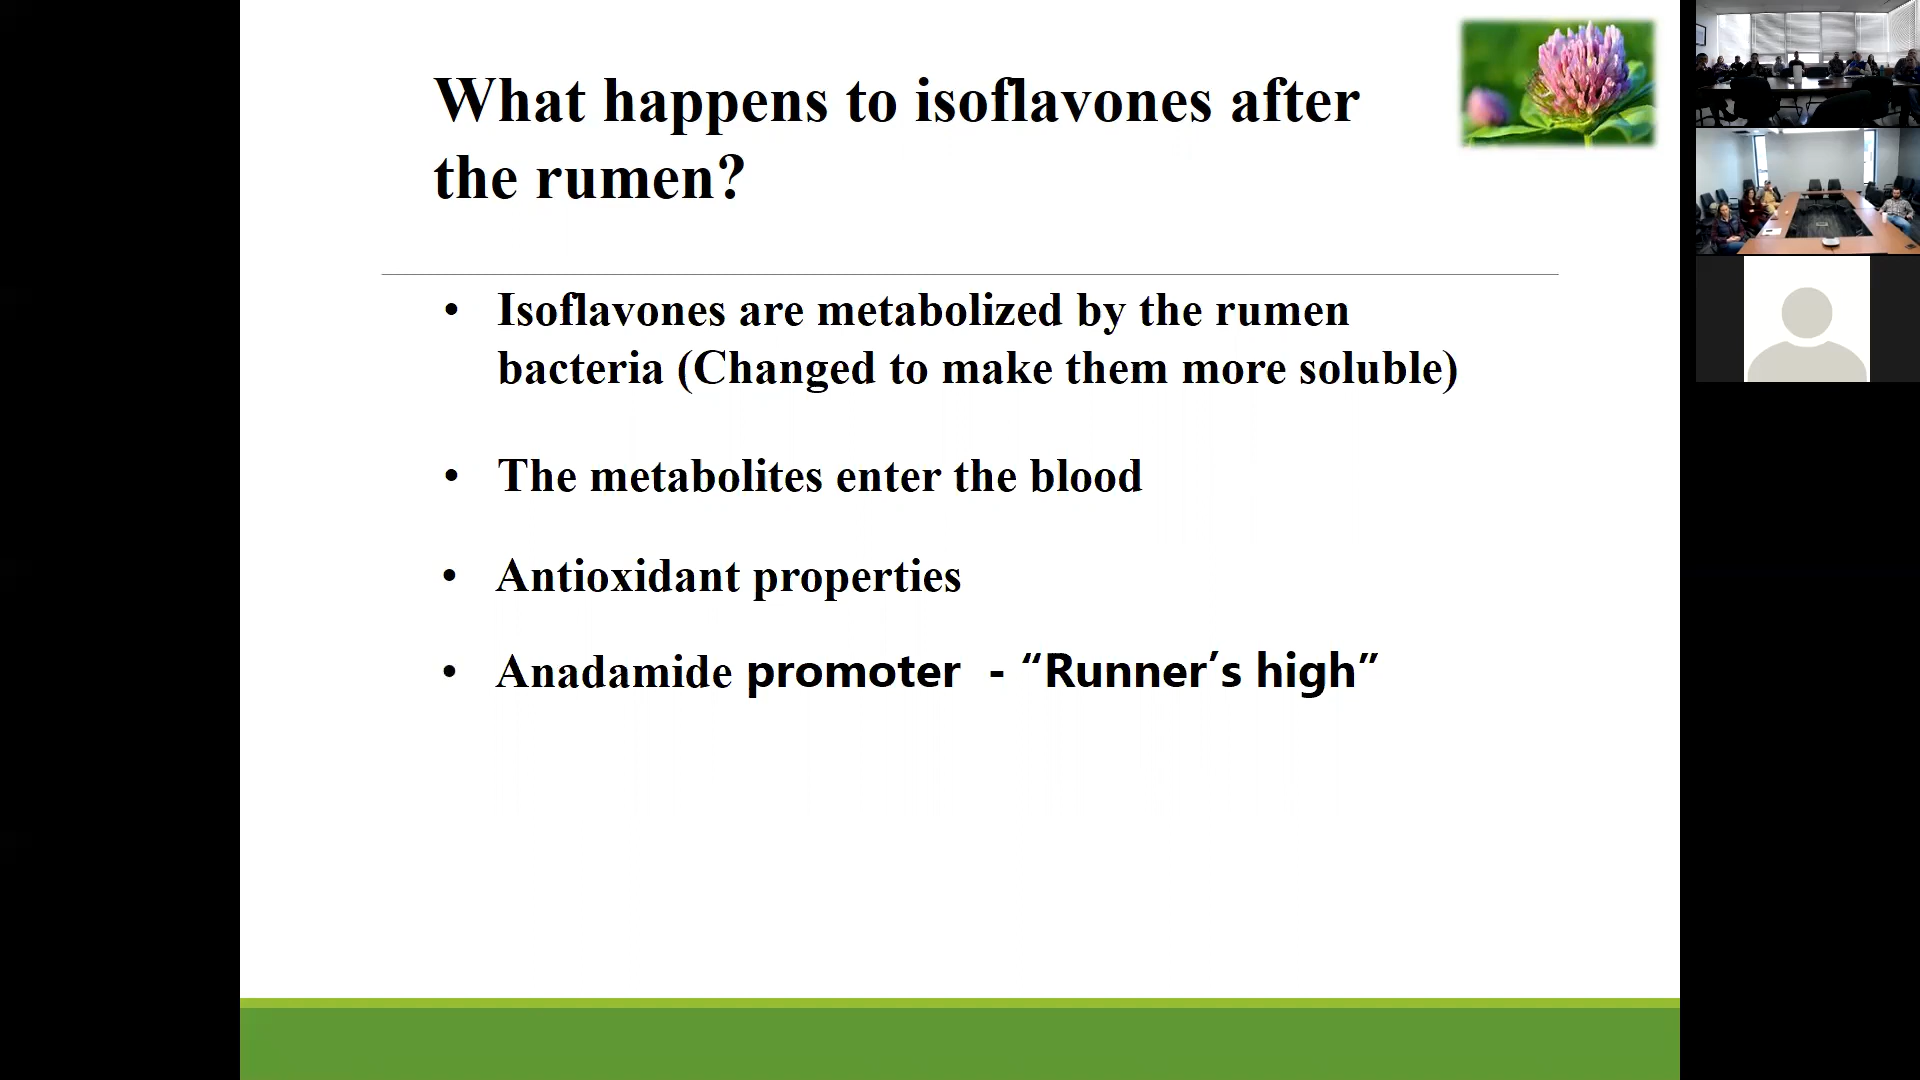 What happens to isoflavones after
the rumen?
• Isoflavones are metabolized by the rumen
bacteria (Changed to make them more soluble)
• The metabolites enter the blood
• Antioxidant properties
• Anadamide promoter - “Runner’s high”